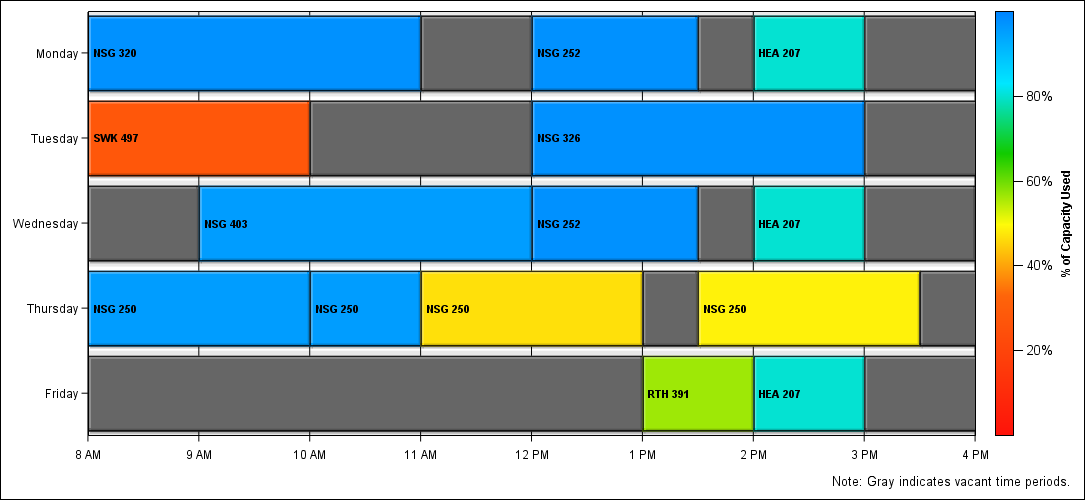 Monday
NSG 320
NSG 252
HEA 207
Tuesday
SWK 497
NSG 326
Wednesday
NSG 403
NSG 252
HEA 207
Thursday
NSG 250
NSG 250
NSG 250
NSG 250
Friday
RTH 391
HEA 207
8 AM
9 AM
10 AM
11 AM
12 PM
1 PM
2 PM
3 PM
4 PM
80%
60%
40%
20%
% of Capacity Used
Note: Gray indicates vacant time periods.